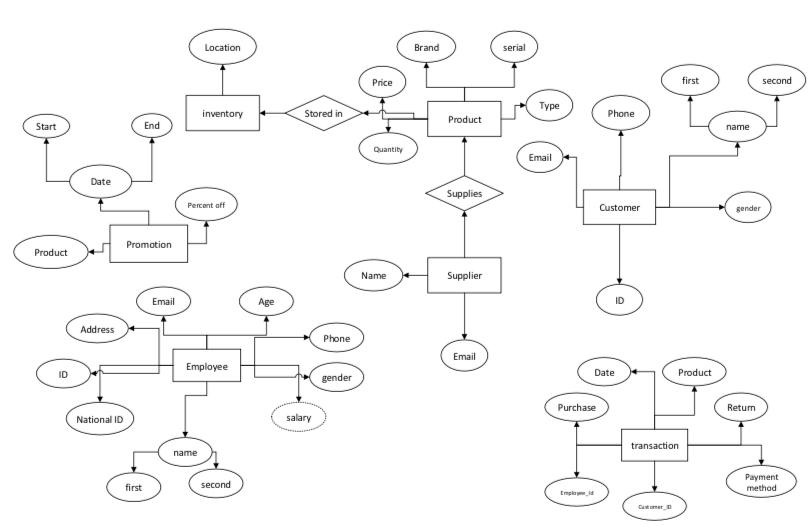 Location
Brand
serial
Price
first
second
inventory
Stored in
Product
Type
Phone
name
Start
End
Quantity
Email
Date
Percent off
Supplies
Customer
gender
Product
Promotion
Name
Supplier
ID
Email
Age
Address
Phone
Email
Employee
ID
gender
Date
Product
National ID
salary
Purchase
Return
name
transaction
first
second
Employee_Id
Payment
method
Customer_ID